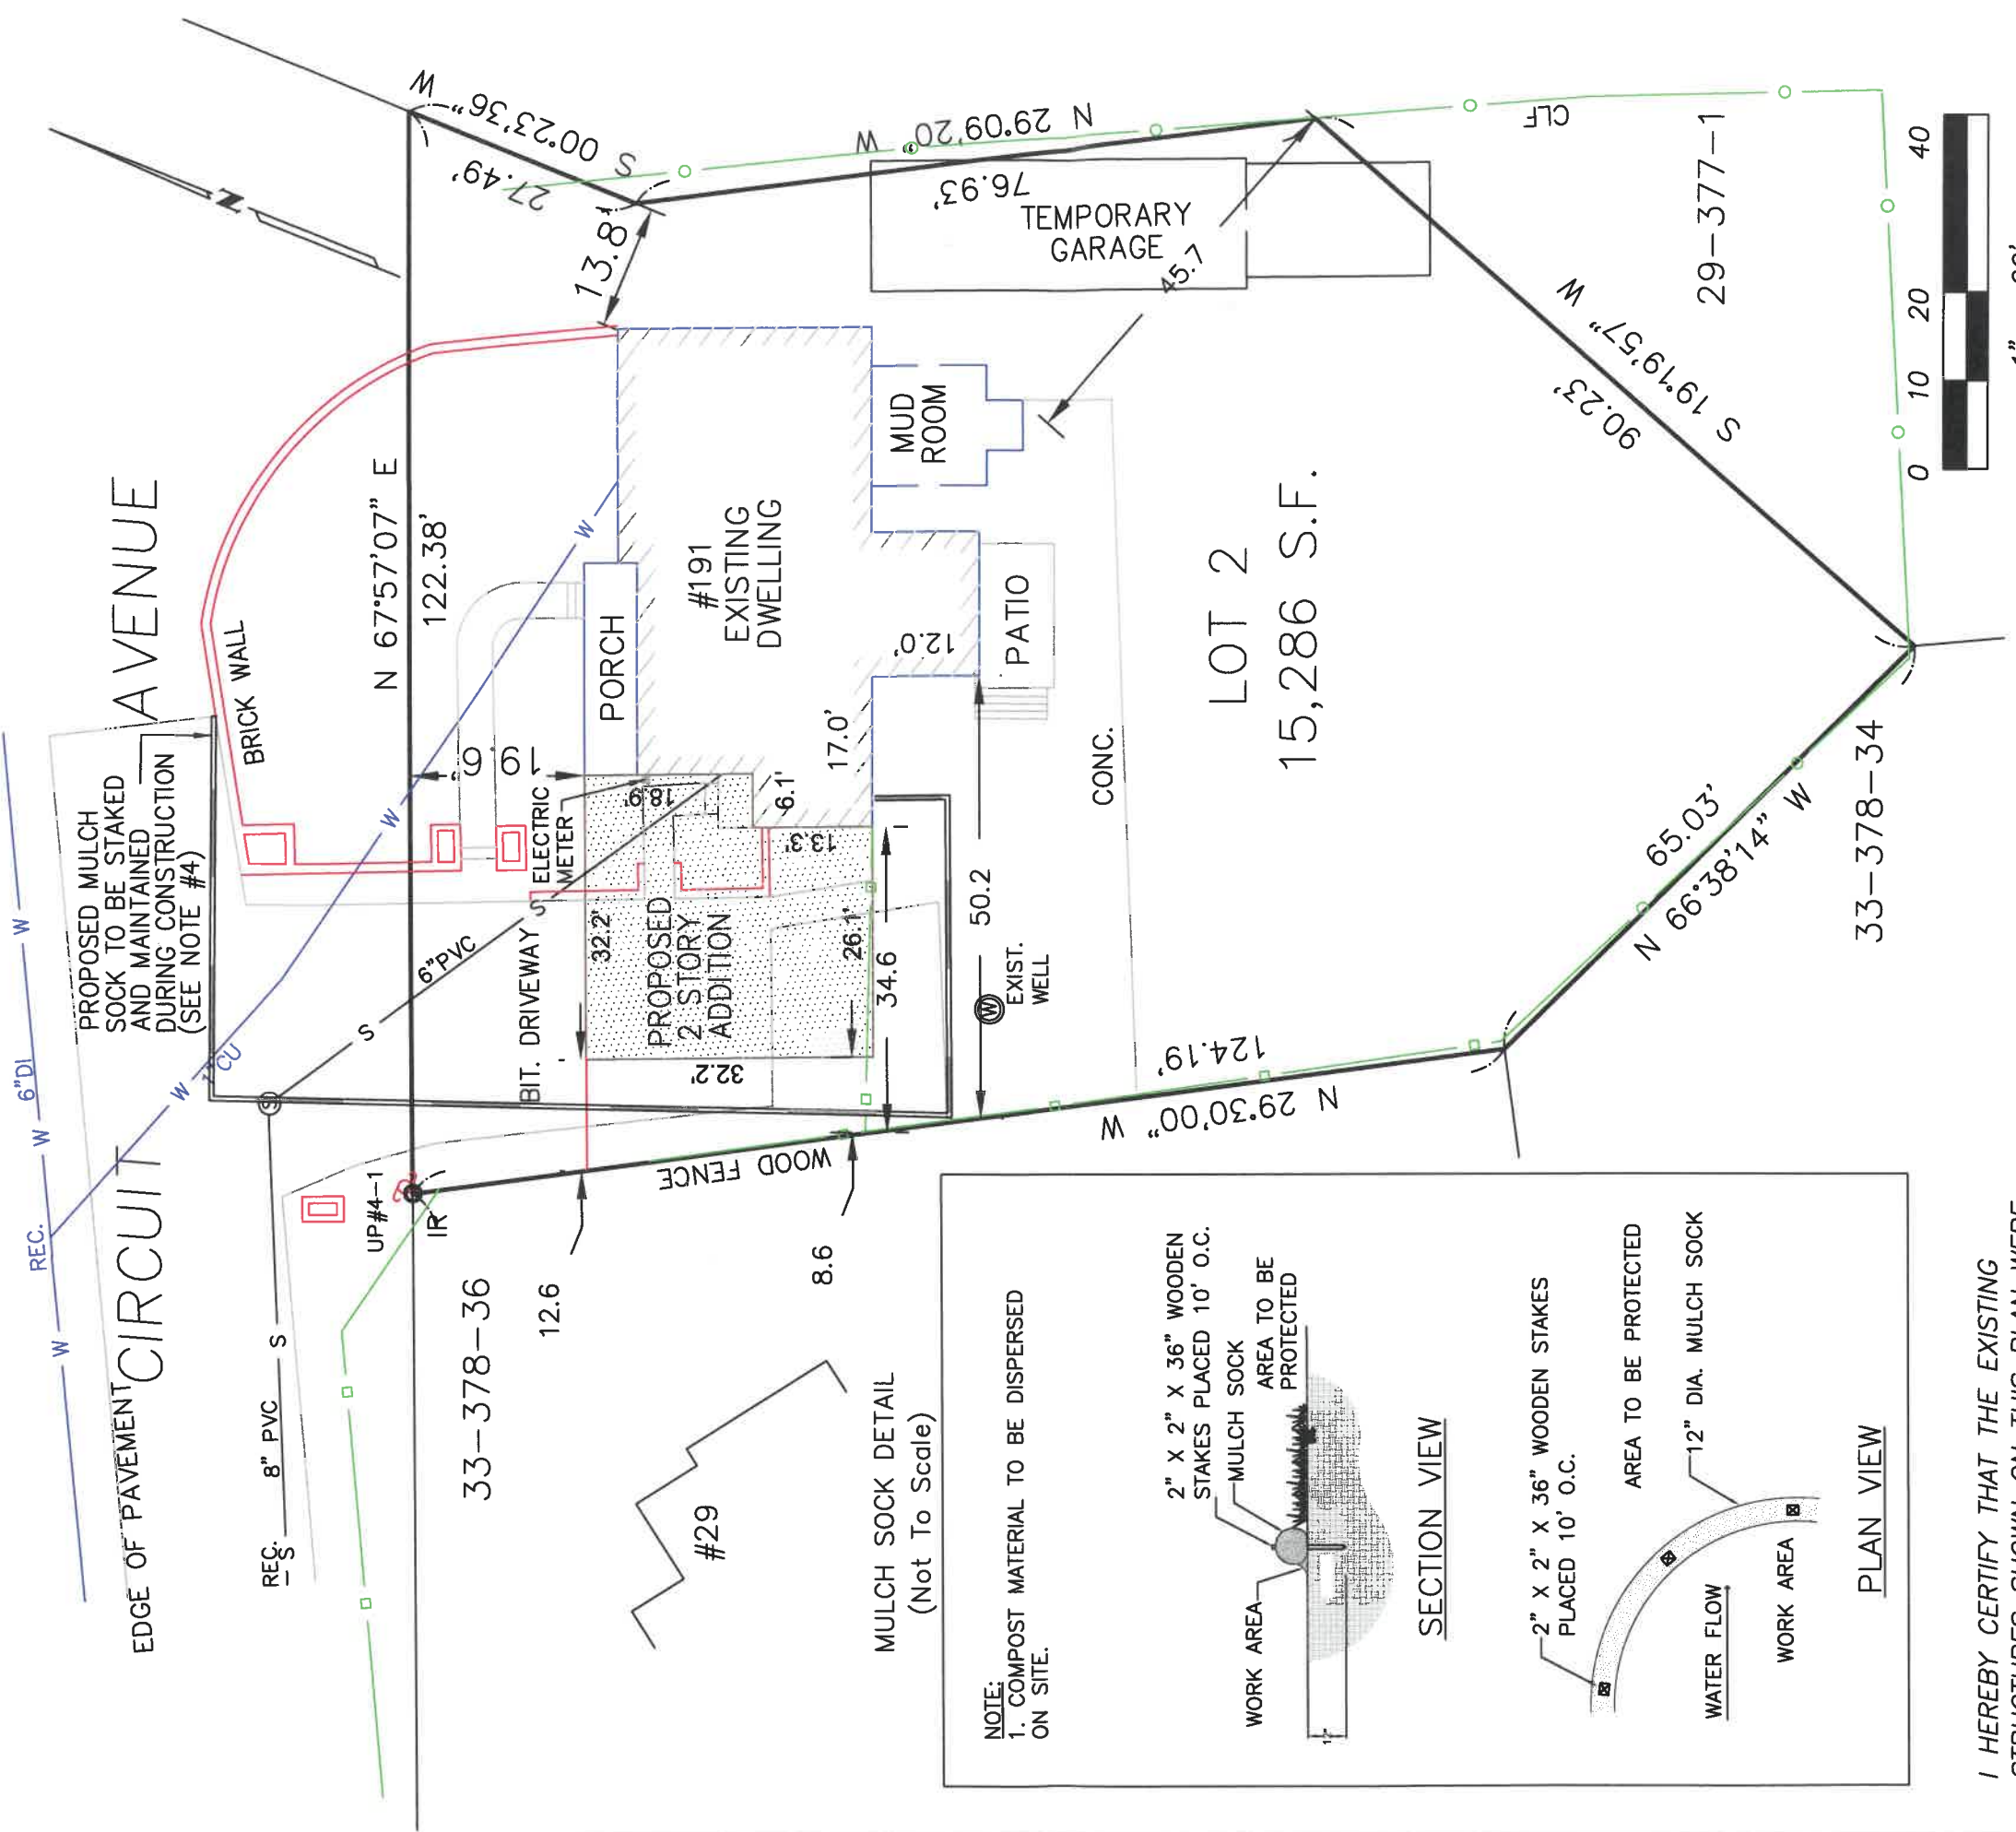 REC.
W
W
6"DI
W
W
EDGE OF PAVEMENT
CIRCUIT
AVENUE
REC.
S
8" PVC
S
S
PROPOSED MULCH
SOCK TO BE STAKED
AND MAINTAINED
DURING CONSTRUCTION
(SEE NOTE #4)
W
1"CU
W
W
BRICK WALL
N
UP#4-1
IR
N 67°57'07" E
122.38'
W
S 00°23'36" W
27.49'
S
6"PVC
S
BIT. DRIVEWAY
ELECTRIC
METER
19.6'
13.8'
PORCH
#191
EXISTING
DWELLING
MUD
ROOM
PROPOSED
2 STORY
ADDITION
32.2'
32.2'
18.9'
6.1'
13.3'
17.0'
12.0'
26.1'
34.6
50.2
W
EXIST.
WELL
PATIO
CONC.
TEMPORARY
GARAGE
76.93'
N 29°09'20" W
CLF
45.7
WOOD FENCE
N 29°30'00" W
124.19'
12.6
8.6
33-378-36
#29
LOT 2
15,286 S.F.
90.23'
S 19°19'57" W
29-377-1
65.03'
N 66°38'14" W
33-378-34
0 10 20 40
MULCH SOCK DETAIL
(Not To Scale)
NOTE:
1. COMPOST MATERIAL TO BE DISPERSED
ON SITE.
2" X 2" X 36" WOODEN
STAKES PLACED 10' O.C.
MULCH SOCK
AREA TO BE
PROTECTED
WORK AREA
12"
SECTION VIEW
2" X 2" X 36" WOODEN STAKES
PLACED 10' O.C.
AREA TO BE PROTECTED
12" DIA. MULCH SOCK
WATER FLOW
WORK AREA
PLAN VIEW
I HEREBY CERTIFY THAT THE EXISTING
STRUCTURES SHOWN ON THIS PLAN WERE